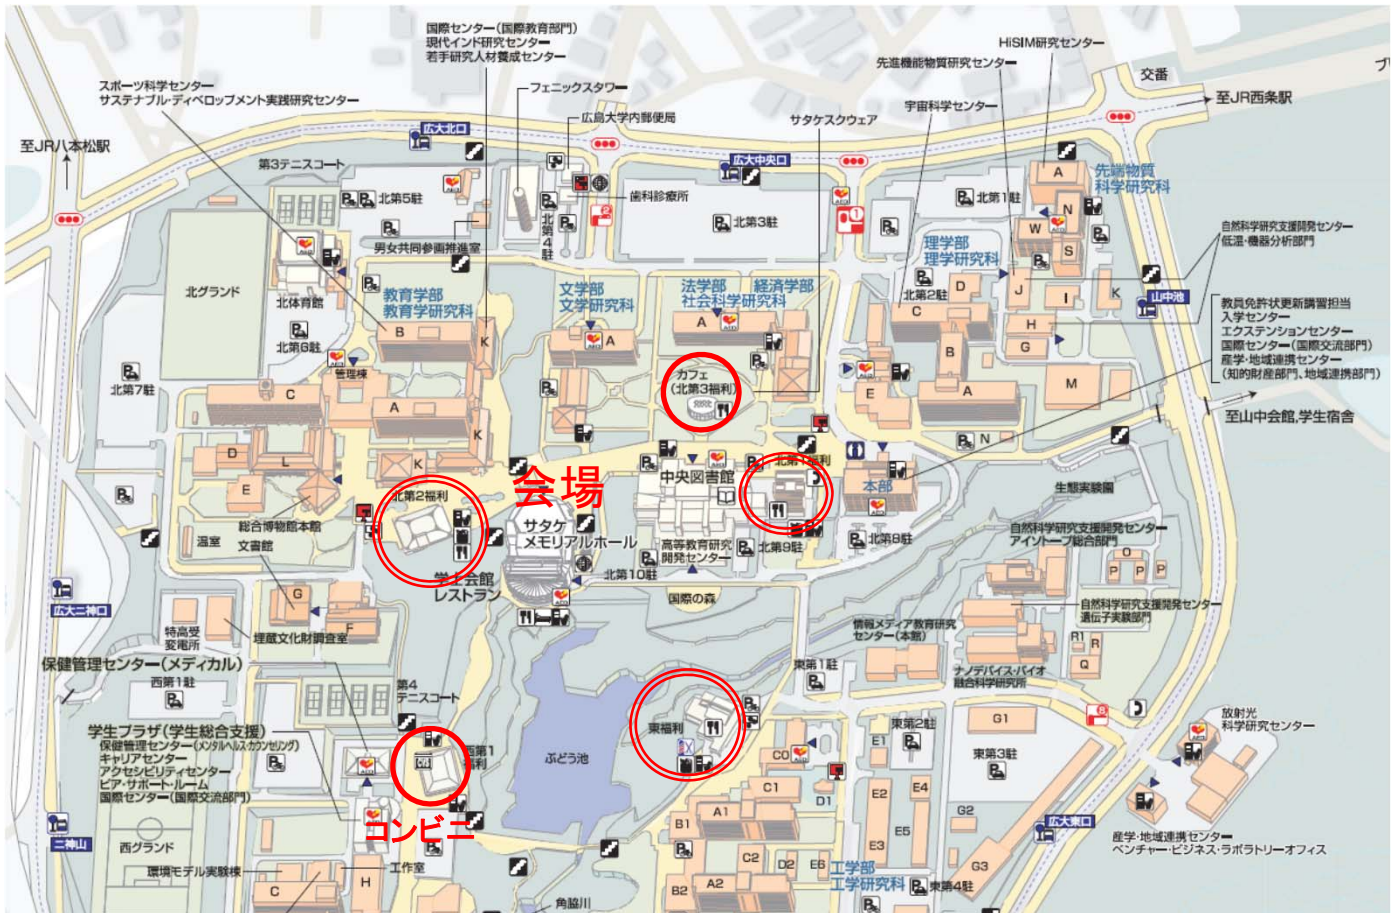 国際センター(国際教育部門)
現代インド研究センター
若手研究人材養成センター
HiSIM研究センター
先進機能物質研究センター
交番
至JR西条駅
スポーツ科学センター
サステナブル・ディベロップメント実践研究センター
フェニックスタワー
宇宙科学センター
広島大学内郵便局
サタケスクウェア
至JR八本松駅
広大北口
広大中央口
第3テニスコート
先端物質
科学研究科
A
北第5駐
歯科診療所
北第4駐
北第3駐
北第1駐
N
W
S
自然科学研究支援開発センター
低温・機器分析部門
男女共同参画推進室
理学部
理学研究科
北グランド
北体育館
教育学部
教育学研究科
文学部
文学研究科
法学部
社会科学研究科
経済学部
北第2駐
D
J
I
K
山中池
教員免許状更新講習担当
入学センター
エクステンションセンター
国際センター(国際交流部門)
産学・地域連携センター
(知的財産部門、地域連携部門)
B
K
A
A
C
H
G
B
北第6駐
北第7駐
管理棟
カフェ
(北第3福利)
C
A
K
E
A
M
至山中会館,学生宿舎
N
D
L
K
E
会場
中央図書館
北第1福利
本部
北第2福利
生態実験園
総合博物館本館
サタケ
メモリアルホール
高等教育研究
開発センター
北第9駐
北第8駐
自然科学研究支援開発センター
アイソトープ総合部門
温室
文書館
学士会館
レストラン
北第10駐
O
P
P
P
広大二神口
G
F
国際の森
自然科学研究支援開発センター
遺伝子実験部門
特高受
変電所
埋蔵文化財調査室
情報メディア教育研究
センター(本館)
R1
R
Q
保健管理センター(メディカル)
西第1駐
第4
テニスコート
東第1駐
ナノデバイス・バイオ
融合科学研究所
学生プラザ(学生総合支援)
保健管理センター(メンタルヘルス・カウンセリング)
キャリアセンター
アクセシビリティセンター
ピア・サポート・ルーム
国際センター(国際交流部門)
西第1
福利
ぶどう池
東福利
東第2駐
G1
放射光
科学研究センター
C0
E1
東第3駐
C1
D1
E2
E4
コンビニ
二神山
西グランド
B1
A1
E5
G2
広大東口
産学・地域連携センター
ベンチャー・ビジネス・ラボラトリーオフィス
環境モデル実験棟
工作室
C2
D2
E6
E3
G3
工学部
工学研究科
C
H
B2
A2
東第4駐
角脇川